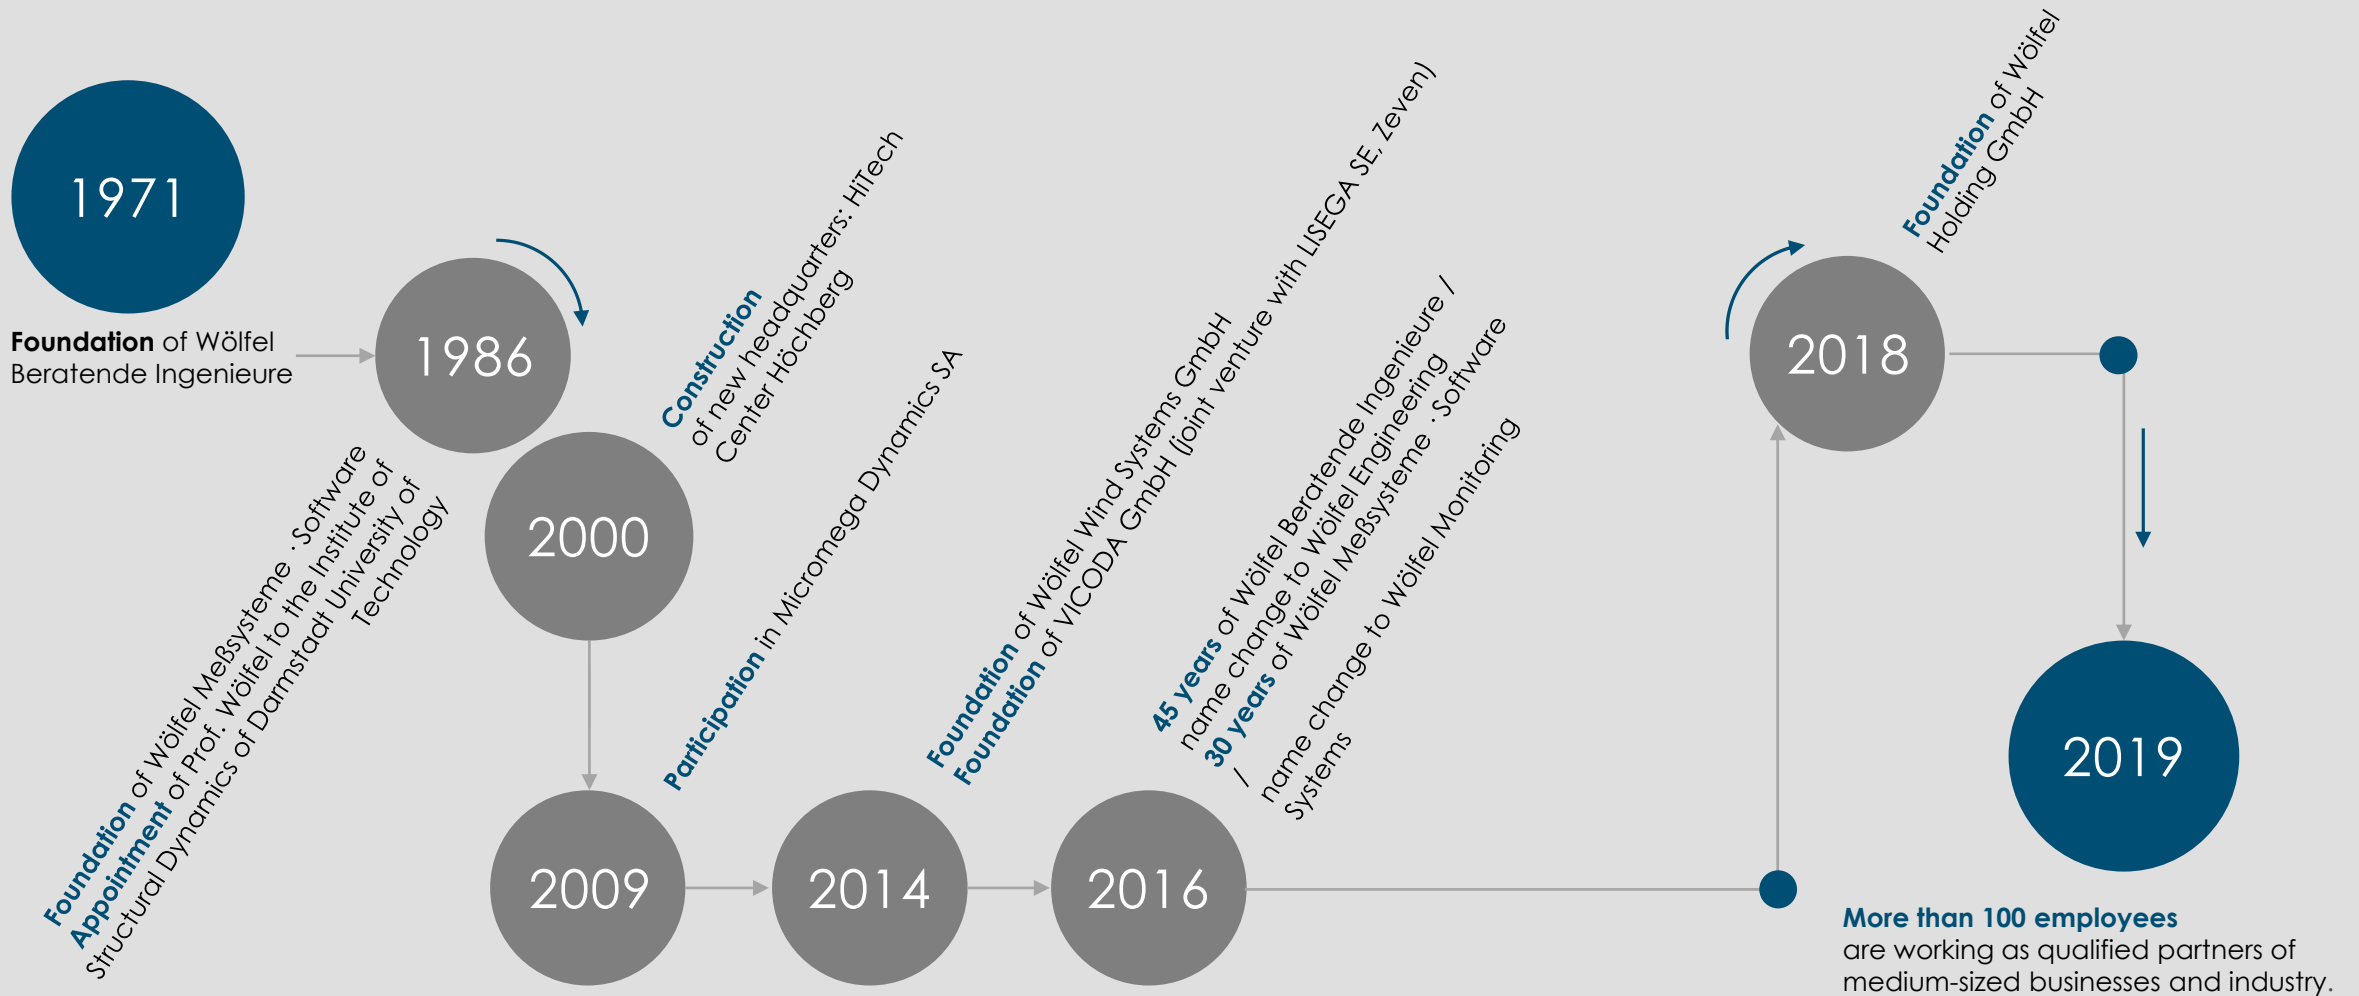 1971
Foundation of Wölfel
Beratende Ingenieure
1986
Foundation of Wölfel Meßsysteme · Software
Appointment of Prof. Wölfel to the Institute of
Structural Dynamics of Darmstadt University of
Technology
2000
Construction
of new headquarters: HiTech
Center Höchberg
2009
Participation in Micromega Dynamics SA
2014
Foundation of Wölfel Wind Systems GmbH
Foundation of VICODA GmbH (joint venture with LISEGA SE, Zeven)
2016
45 years of Wölfel Beratende Ingenieure /
name change to Wölfel Engineering
30 years of Wölfel Meßsysteme · Software
/
name change to Wölfel Monitoring
Systems
2018
Foundation of Wölfel
Holding GmbH
2019
More than 100 employees
are working as qualified partners of
medium-sized businesses and industry.